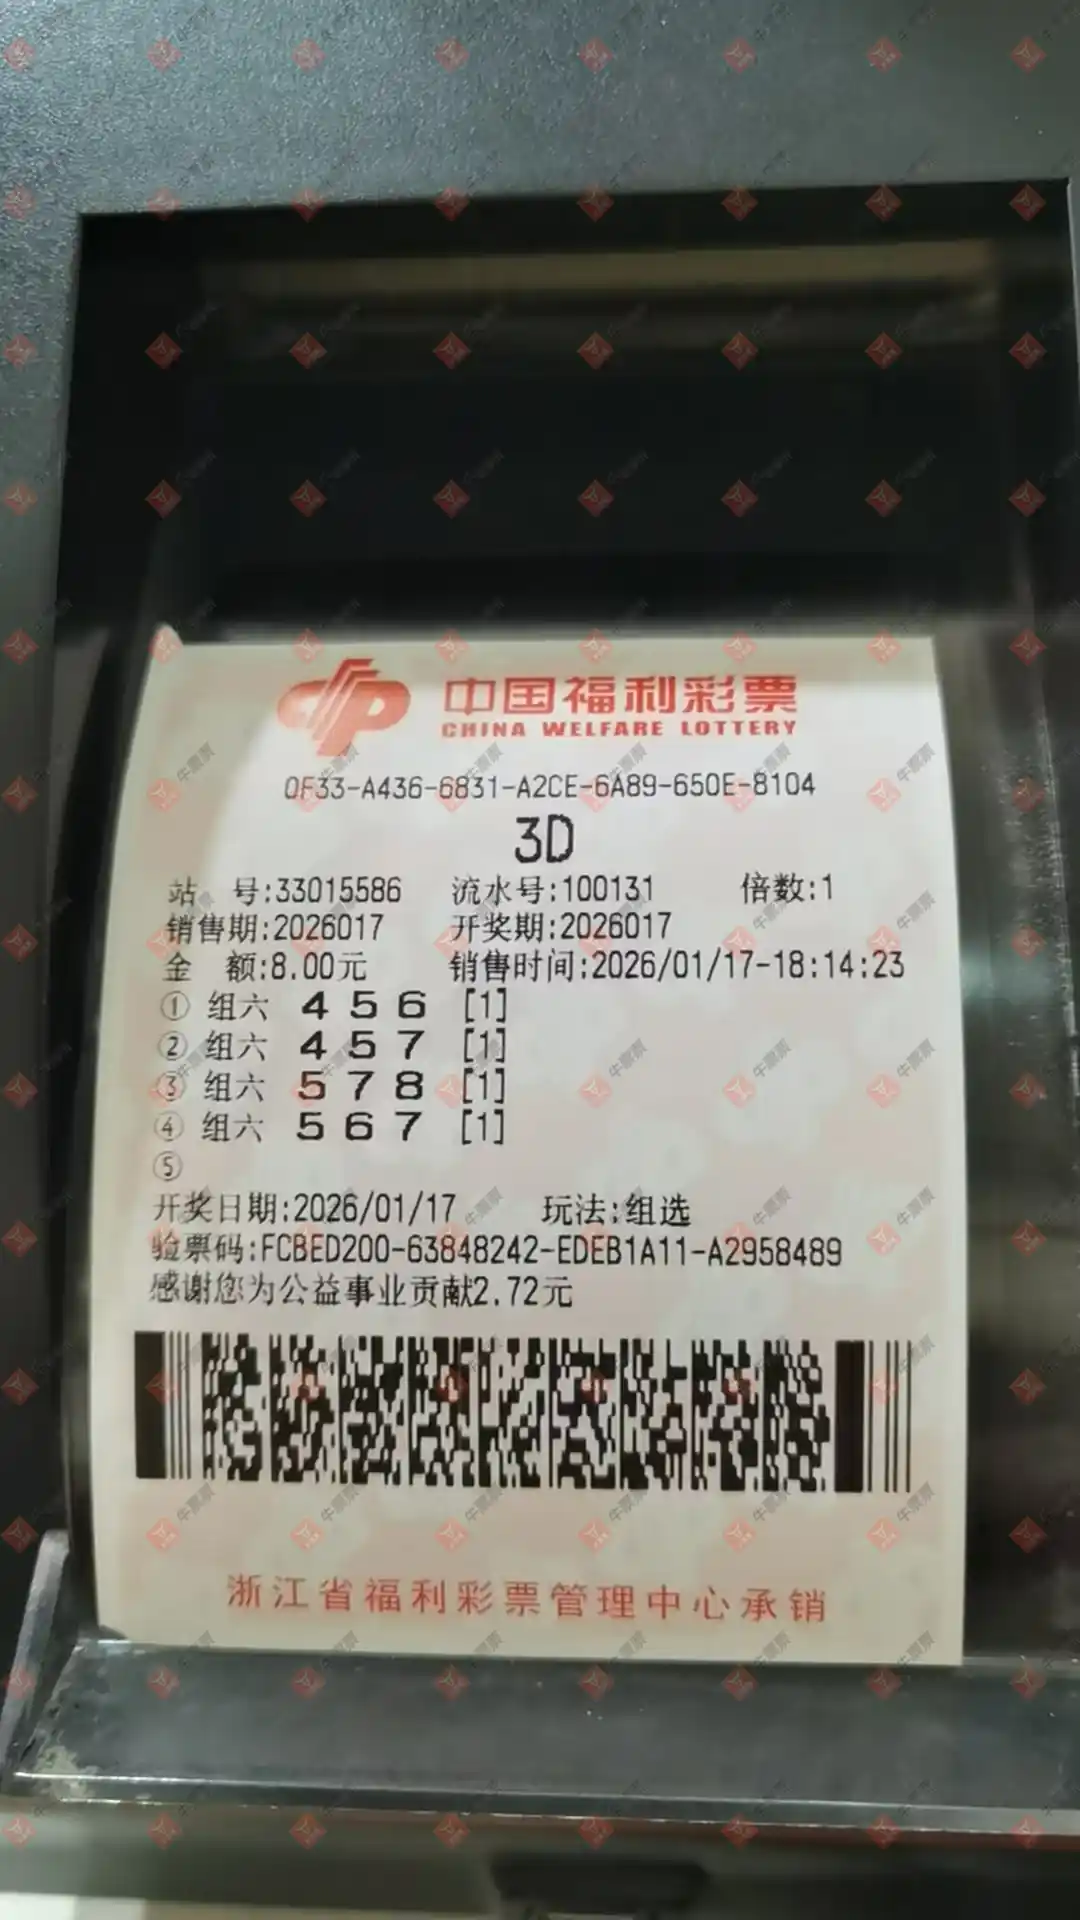 中国福利彩票
CHINA WELFARE LOTTERY
0F33-A436-6831-A2CE-6A89-650E-8104
3D
站 号:33015586 流水号:100131 倍数:1
销售期:2026017 开奖期:2026017
金 额:8.00元 销售时间:2026/01/17-18:14:23
① 组六 4 5 6 [1]
② 组六 4 5 7 [1]
③ 组六 5 7 8 [1]
④ 组六 5 6 7 [1]
⑤
开奖日期:2026/01/17 玩法:组选
验票码:FCBED200-63848242-EDEB1A11-A2958489
感谢您为公益事业贡献2.72元
浙江省福利彩票管理中心承销
牛票票